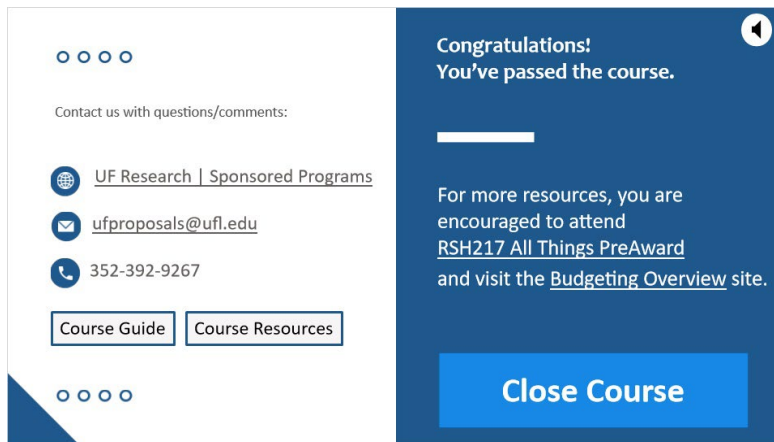 Contact us with questions/comments:
UF Research | Sponsored Programs
ufproposals@ufl.edu
352-392-9267
Course Guide
Course Resources
Congratulations!
You've passed the course.
For more resources, you are
encouraged to attend
RSH217 All Things PreAward
and visit the Budgeting Overview site.
Close Course